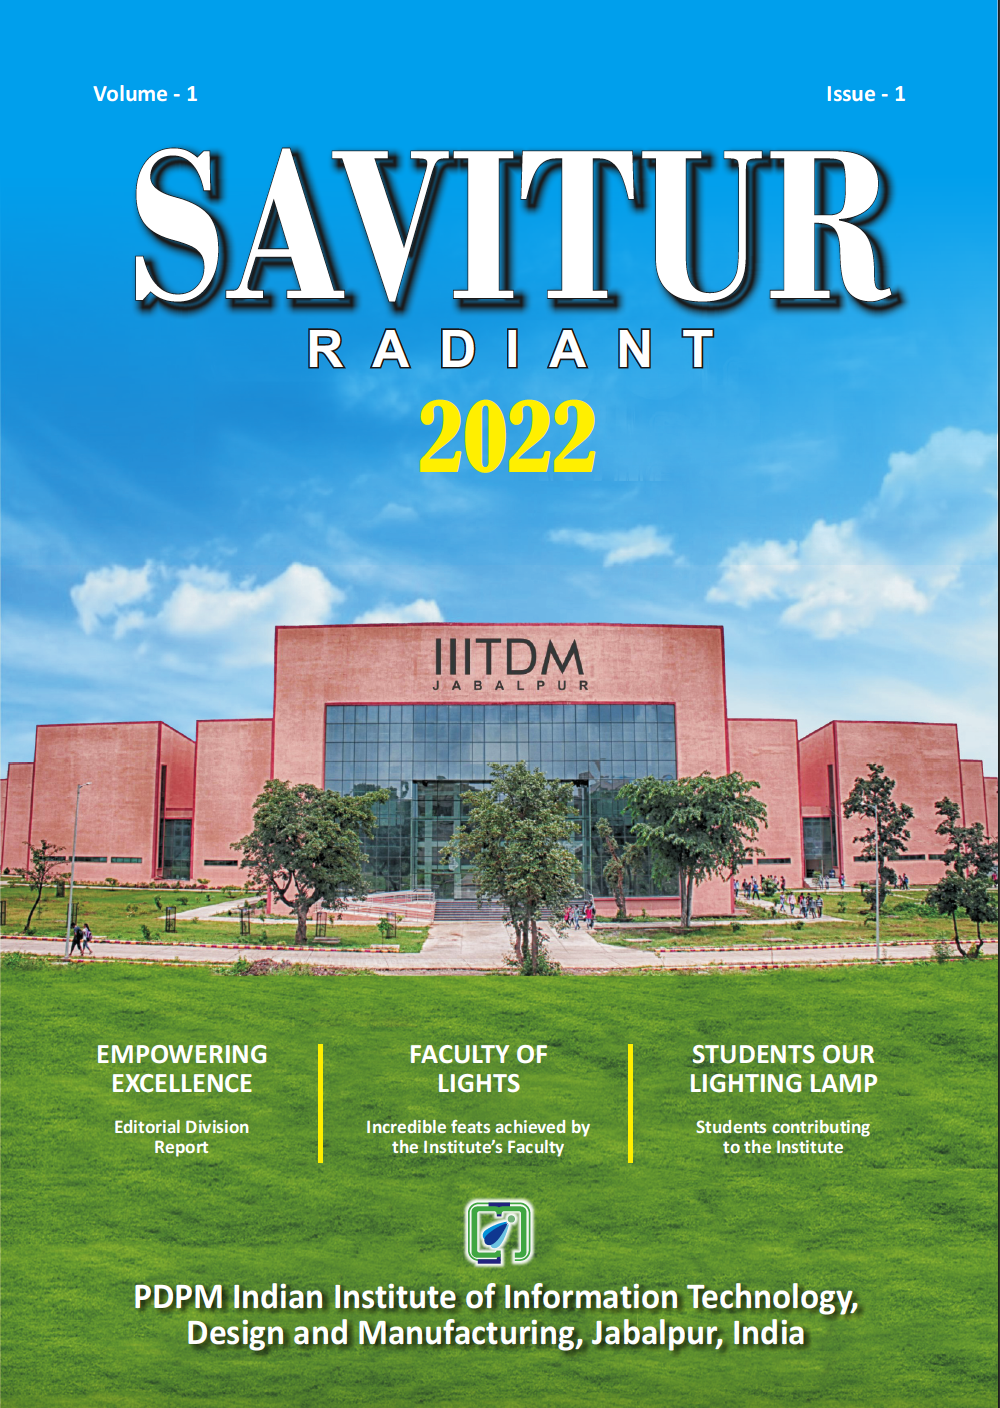 Volume - 1
Issue - 1
SAVITUR
RADIANT
2022
IIITDM
JABALPUR
EMPOWERING
EXCELLENCE
Editorial Division
Report
FACULTY OF
LIGHTS
Incredible feats achieved by
the Institute’s Faculty
STUDENTS OUR
LIGHTING LAMP
Students contributing
to the Institute
PDPM Indian Institute of Information Technology,
Design and Manufacturing, Jabalpur, India